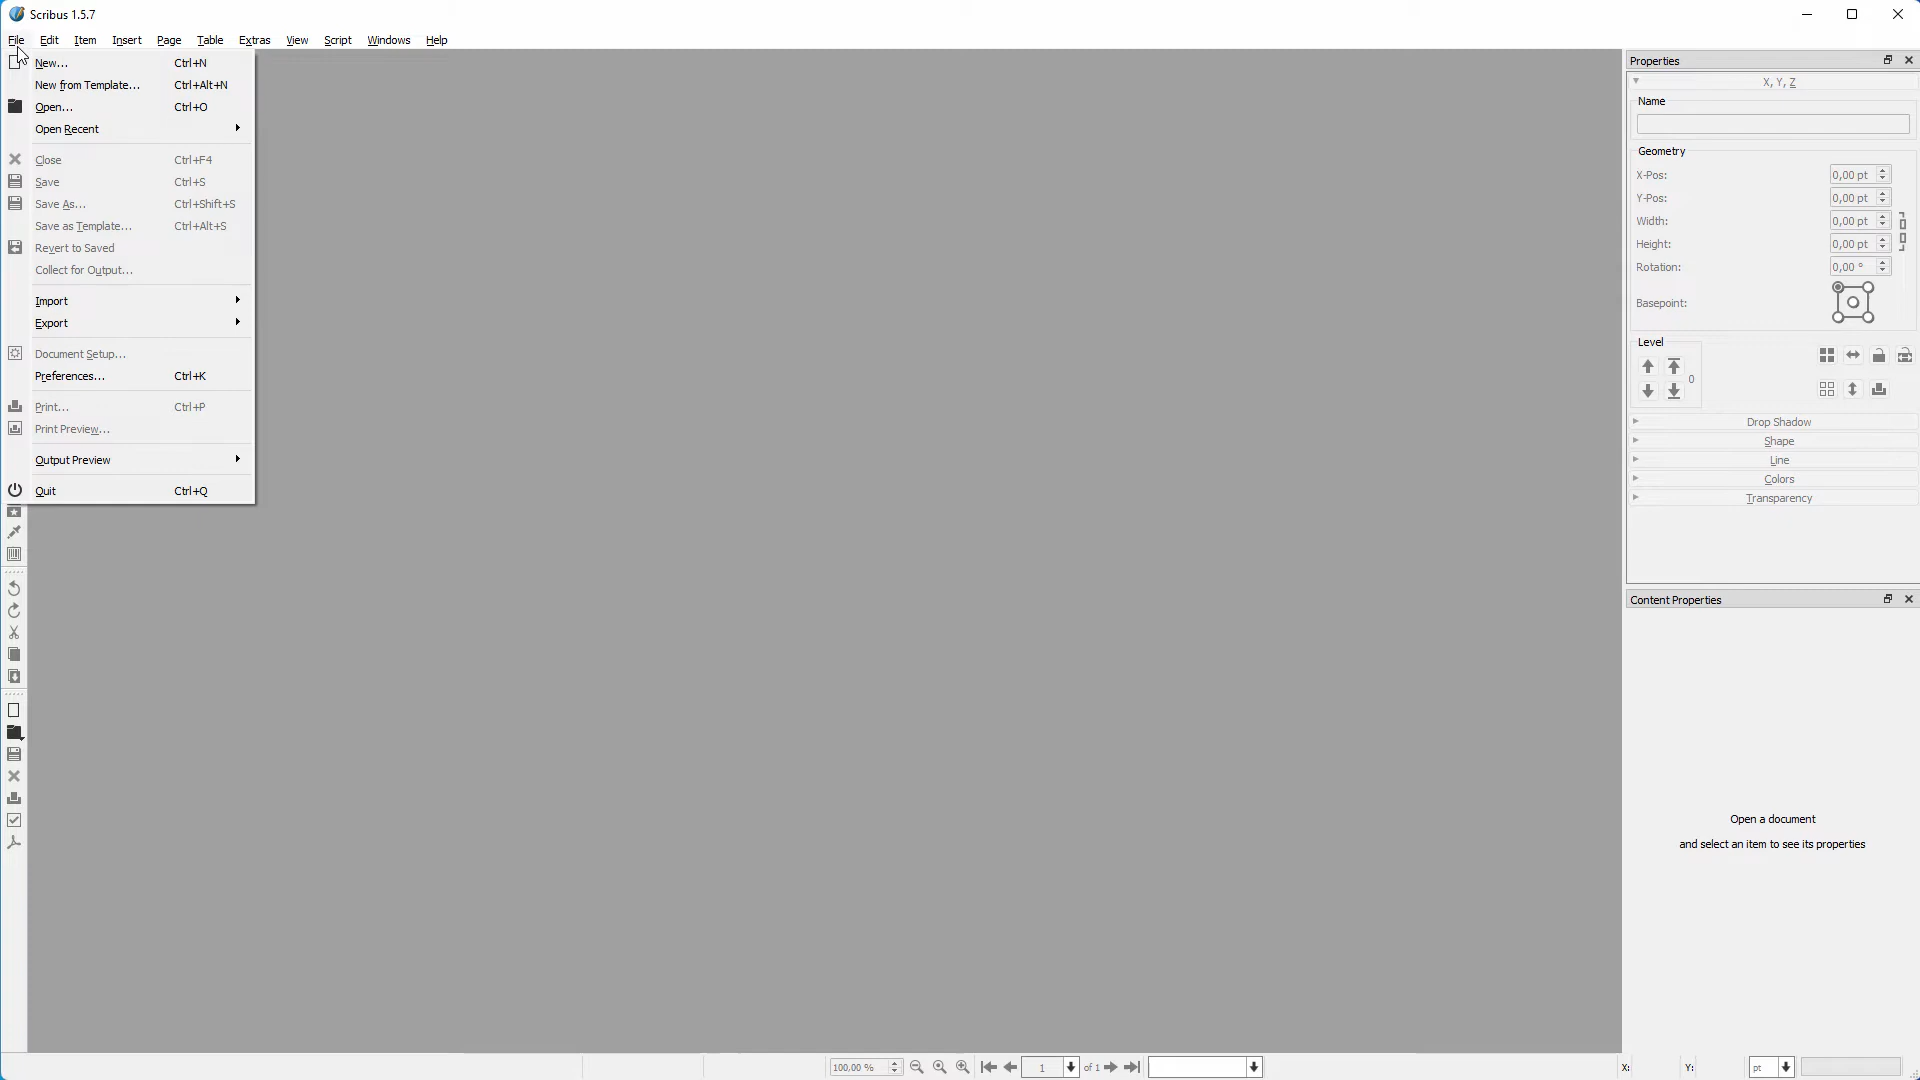 Scribus 1.5.7
File Edit Item Insert Page Table Extras View Script Windows Help
New... Ctrl+N
New from Template... Ctrl+Alt+N
Open... Ctrl+O
Open Recent
Close Ctrl+F4
Save Ctrl+S
Save As... Ctrl+Shift+S
Save as Template... Ctrl+Alt+S
Revert to Saved
Collect for Output...
Import
Export
Document Setup...
Preferences... Ctrl+K
Print... Ctrl+P
Print Preview...
Output Preview
Quit Ctrl+Q
Properties
X, Y, Z
Name
Geometry
X-Pos: 0,00 pt
Y-Pos: 0,00 pt
Width: 0,00 pt
Height: 0,00 pt
Rotation: 0,00 °
Basepoint:
Level
0
Drop Shadow
Shape
Line
Colors
Transparency
Content Properties
Open a document
and select an item to see its properties
100,00 % 1 of 1 X: Y: pt